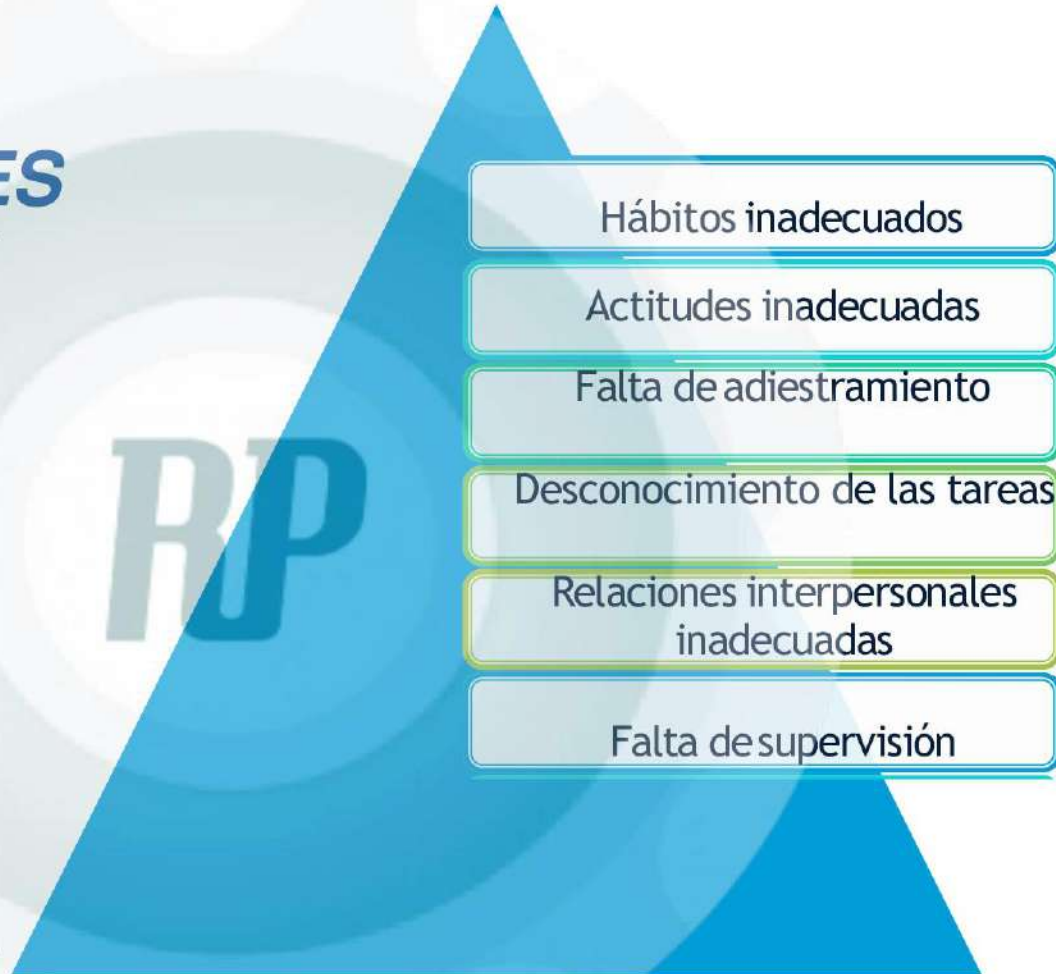 ES
Hábitos inadecuados
Actitudes inadecuadas
Falta de adiestramiento
Desconocimiento de las tareas
Relaciones interpersonales
inadecuadas
Falta de supervisión
RP